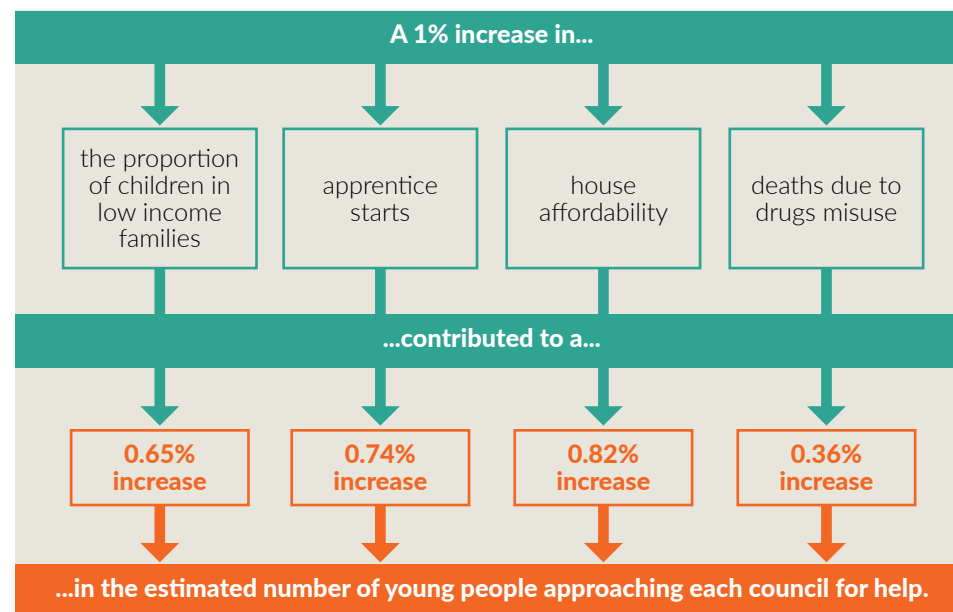 A 1% increase in...
the proportion
of children in
low income
families
apprentice
starts
house
affordability
deaths due to
drugs misuse
...contributed to a...
0.65%
increase
0.74%
increase
0.82%
increase
0.36%
increase
...in the estimated number of young people approaching each council for help.